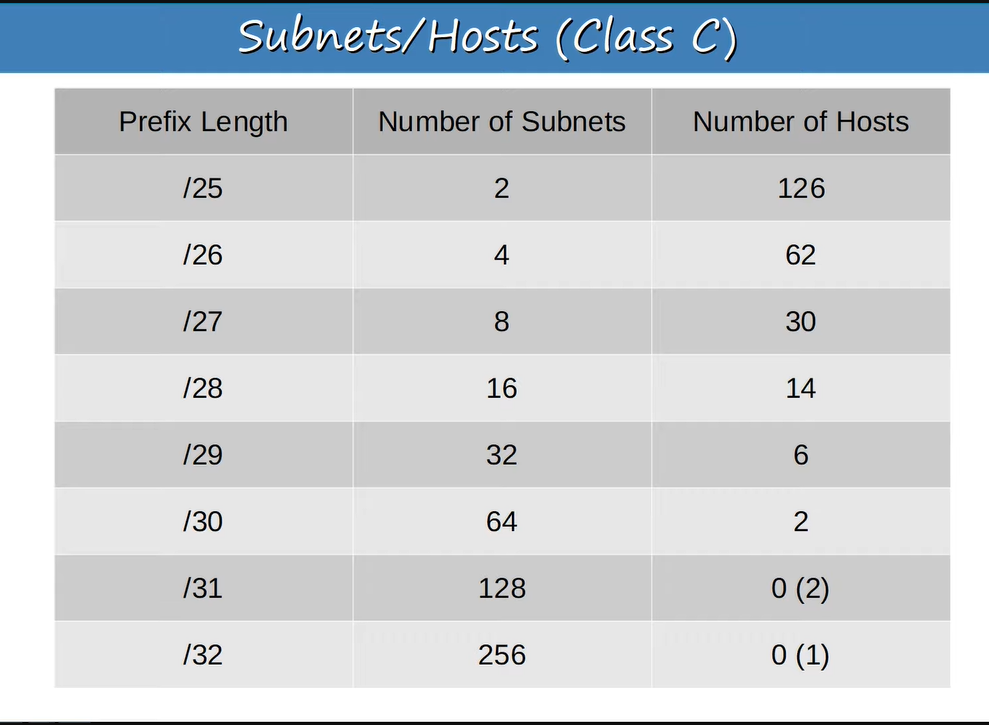 Subnets/Hosts (Class C)
Prefix Length Number of Subnets Number of Hosts
/25 2 126
/26 4 62
/27 8 30
/28 16 14
/29 32 6
/30 64 2
/31 128 0 (2)
/32 256 0 (1)